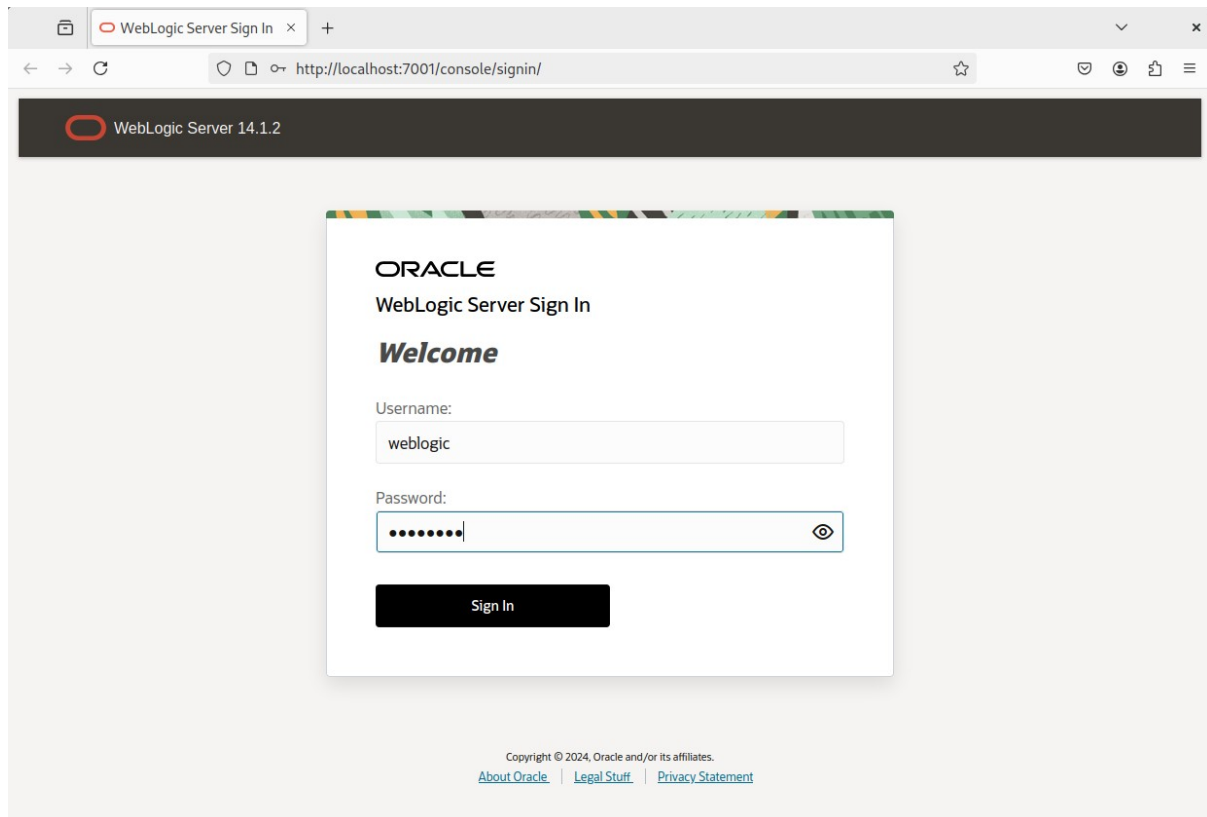 WebLogic Server Sign In
http://localhost:7001/console/signin/
WebLogic Server 14.1.2
ORACLE
WebLogic Server Sign In
Welcome
Username:
weblogic
Password:
••••••••
Sign In
Copyright © 2024, Oracle and/or its affiliates.
About Oracle | Legal Stuff | Privacy Statement